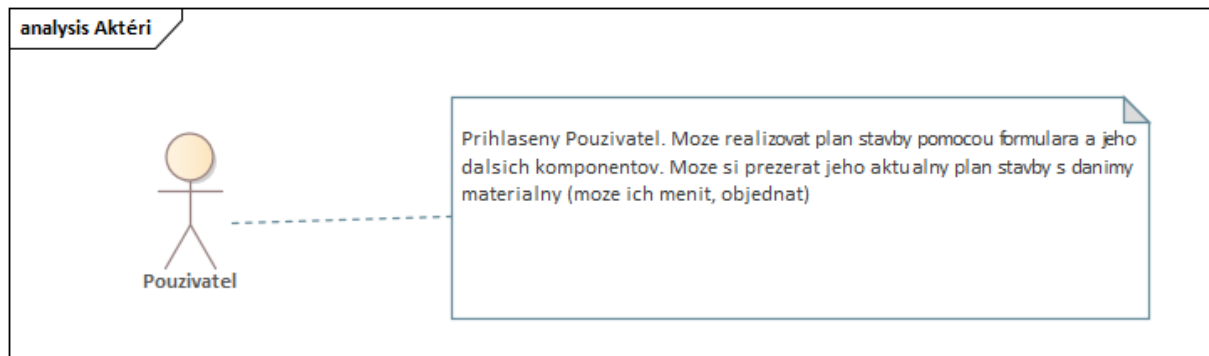 analysis Aktéri
Prihlaseny Pouzivatel. Moze realizovat plan stavby pomocou formulara a jeho
dalsich komponentov. Moze si prezerat jeho aktualny plan stavby s danimy
materialny (moze ich menit, objednat)
Pouzivatel